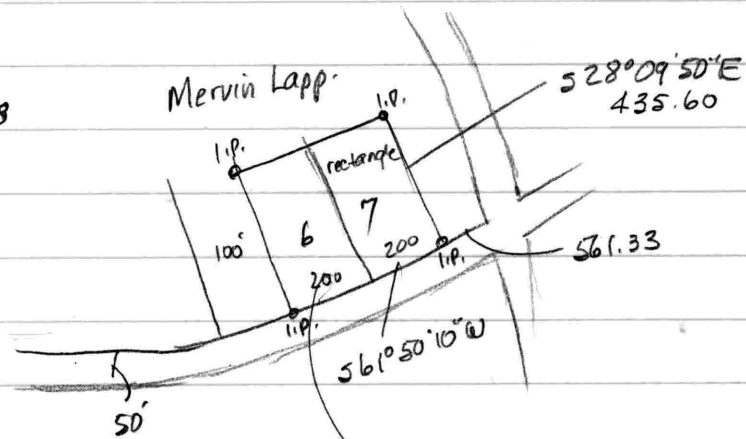 Mervin Lapp.
S 28° 09' 50" E
435.60
I.P.
I.P.
rectangle
100'
6
7
200
200
I.P.
I.P.
561.33
S 61° 50' 10" W
50'